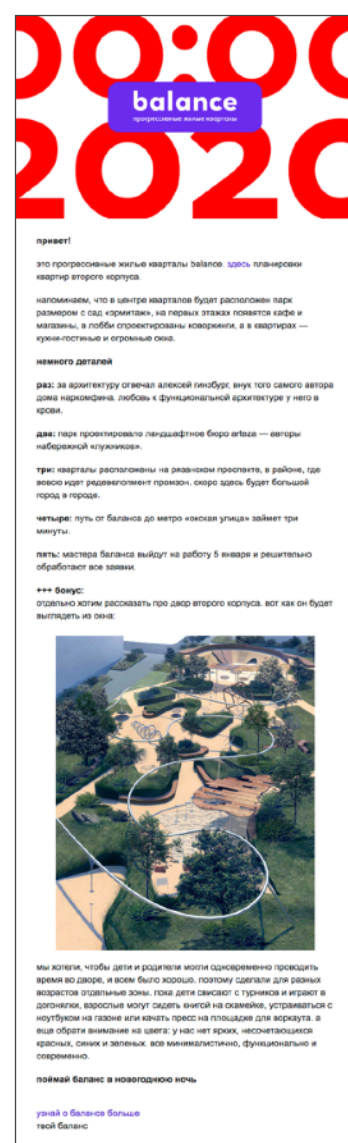 00:00
balance
прогрессивные жилые кварталы
2020
привет!
это прогрессивные жилые кварталы balance. здесь планировки
квартир второго корпуса.
напоминаем, что в центре кварталов будет расположен парк
размером с сад «эрмитаж», на первых этажах появятся кафе и
магазины, в лобби спроектированы коворкинги, а в квартирах —
кухни-гостиные и огромные окна.
немного деталей
раз: за архитектуру отвечал алексей гинзбург, внук того самого автора
дома наркомфина. любовь к функциональной архитектуре у него в
крови.
два: парк проектировало ландшафтное бюро arteza — авторы
набережной «лужников».
три: кварталы расположены на рязанском проспекте, в районе, где
вовсю идет редевелопмент промзон. скоро здесь будет большой
город в городе.
четыре: путь от баланса до метро «окская улица» займет три
минуты.
пять: мастера баланса выйдут на работу 5 января и решительно
обработают все заявки.
+++ бонус:
отдельно хотим рассказать про двор второго корпуса. вот как он будет
выглядеть из окна:
мы хотели, чтобы дети и родители могли одновременно проводить
время во дворе, и всем было хорошо. поэтому сделали для разных
возрастов отдельные зоны. пока дети свисают с турников и играют в
догонялки, взрослые могут сидеть книгой на скамейке, устраиваться с
ноутбуком на газоне или качать пресс на площадке для воркаута. а
еще обрати внимание на цвета: у нас нет ярких, несочетающихся
красных, синих и зеленых. все минималистично, функционально и
современно.
поймай баланс в новогоднюю ночь
узнай о балансе больше
твой баланс